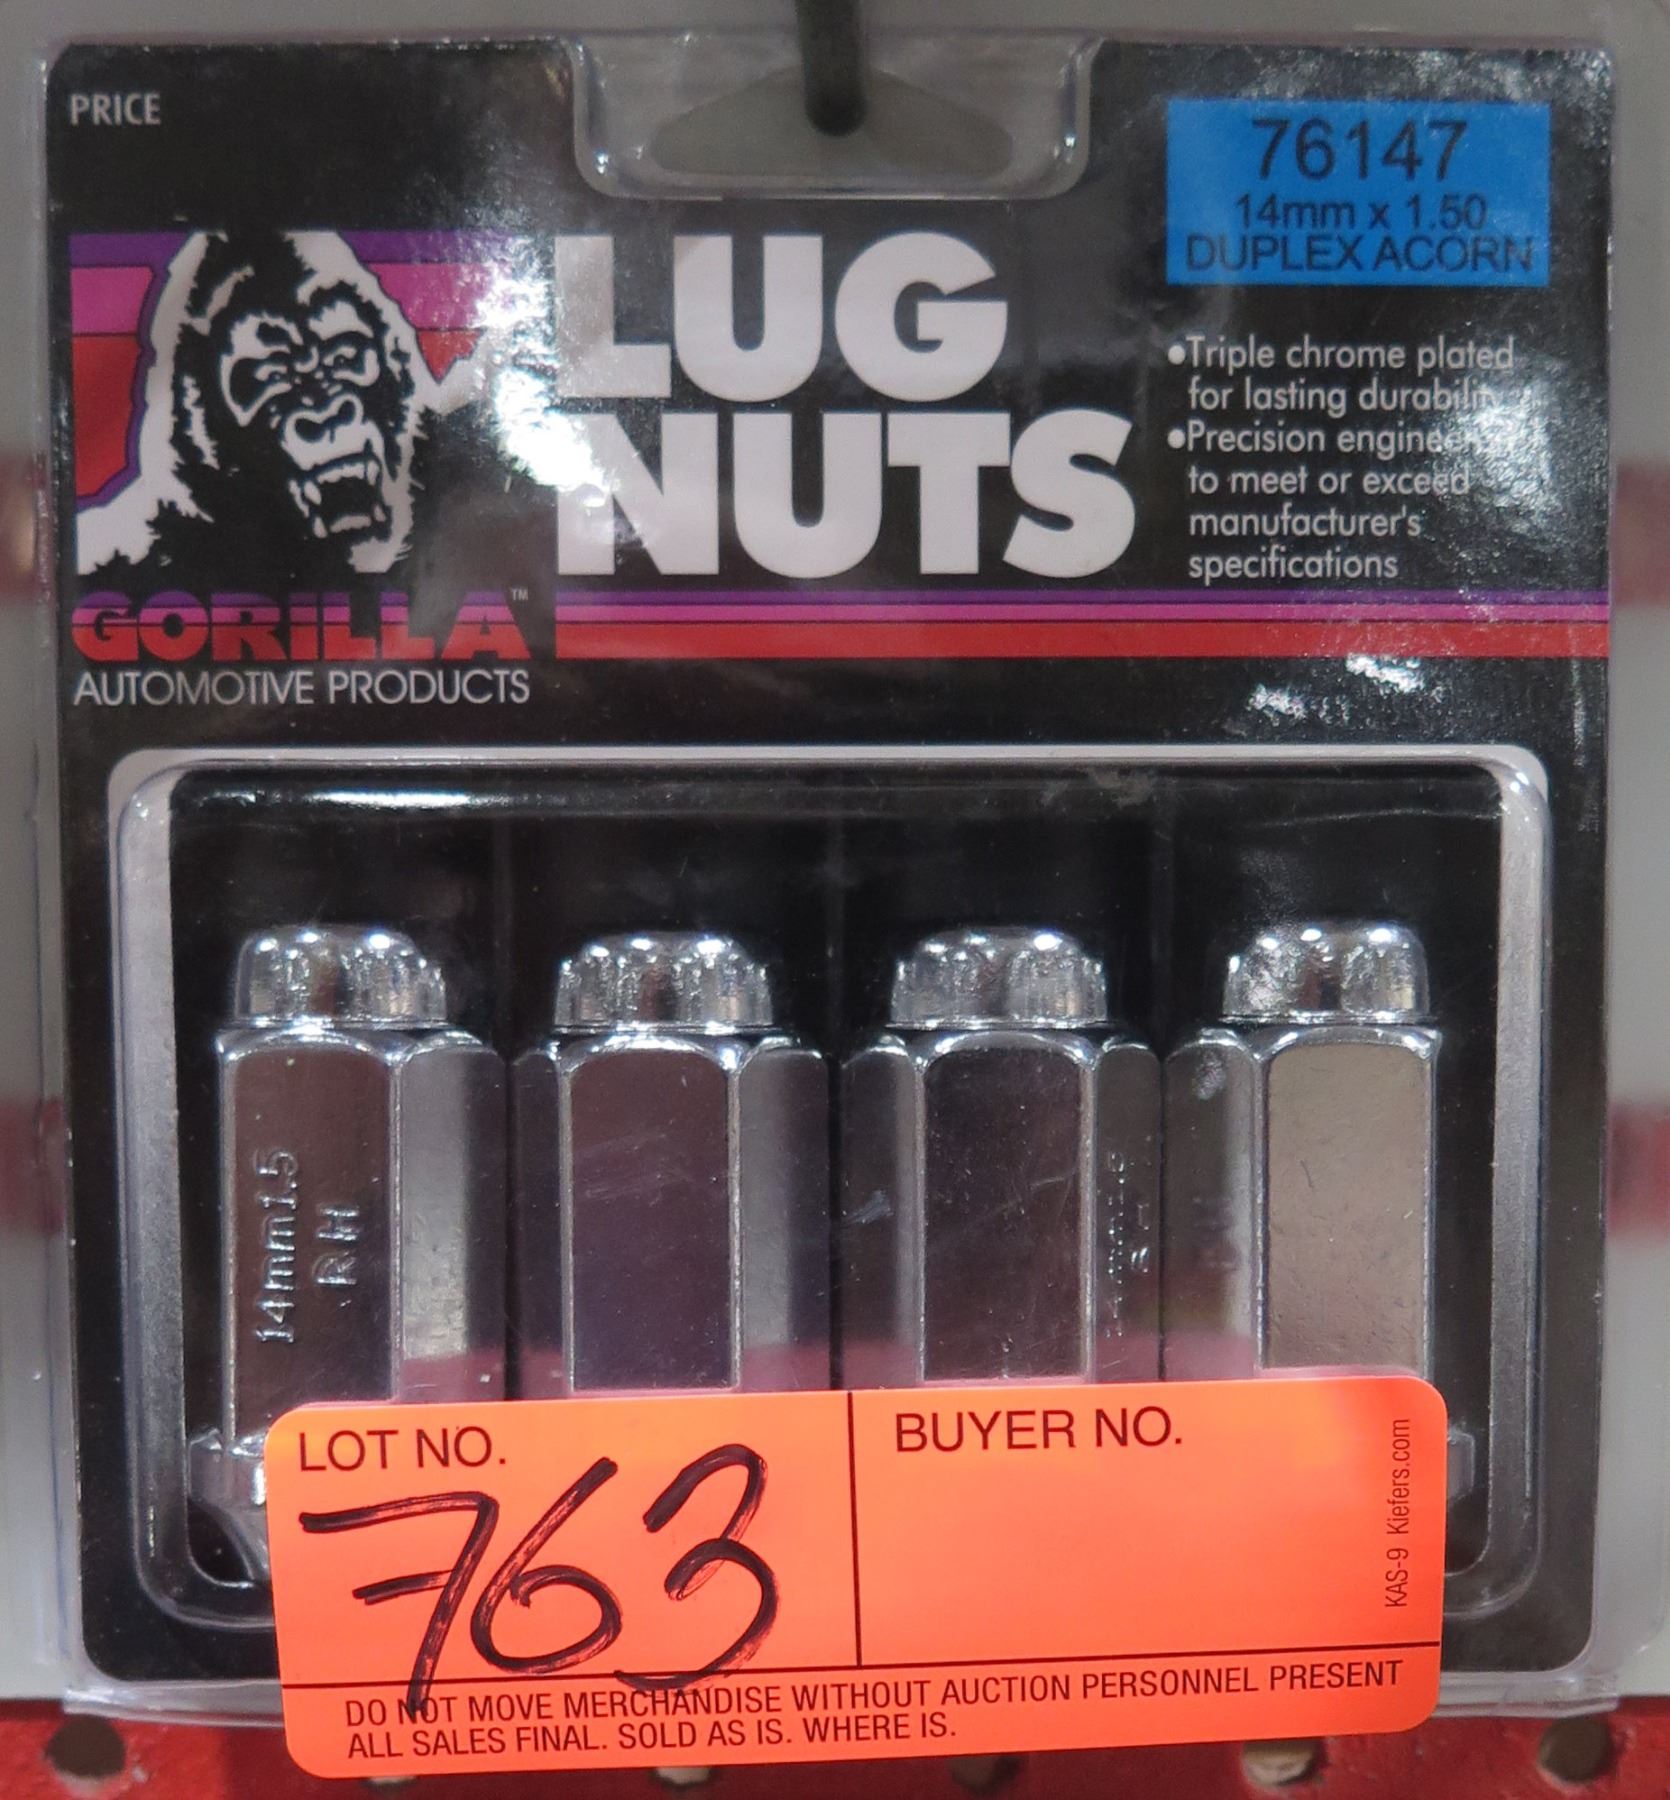 PRICE
76147
14mm x 1.50
DUPLEX ACORN
LUG
NUTS
•Triple chrome plated
for lasting durability
•Precision engineered
to meet or exceed
manufacturer's
specifications
GORILLA™
AUTOMOTIVE PRODUCTS
14mm1.5
RH
LOT NO.
763
BUYER NO.
KAS-9 Kiefers.com
DO NOT MOVE MERCHANDISE WITHOUT AUCTION PERSONNEL PRESENT
ALL SALES FINAL. SOLD AS IS. WHERE IS.